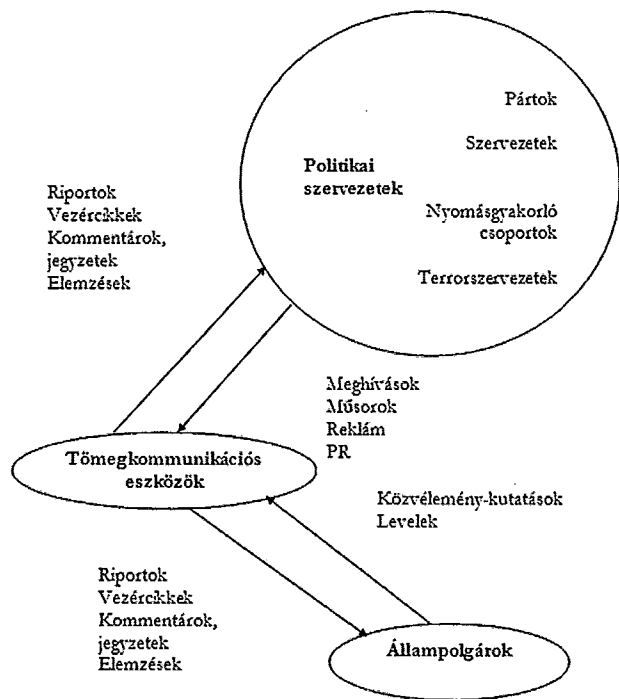 Pártok
Szervezetek
Politikai
szervezetek
Nyomásgyakorló
csoportok
Terrorszervezetek
Riportok
Vezércikkek
Kommentárok,
jegyzetek
Elemzések
Meghívások
Műsorok
Reklám
PR
Tömegkommunikációs
eszközök
Közvélemény-kutatások
Levelek
Riportok
Vezércikkek
Kommentárok,
jegyzetek
Elemzések
Állampolgárok